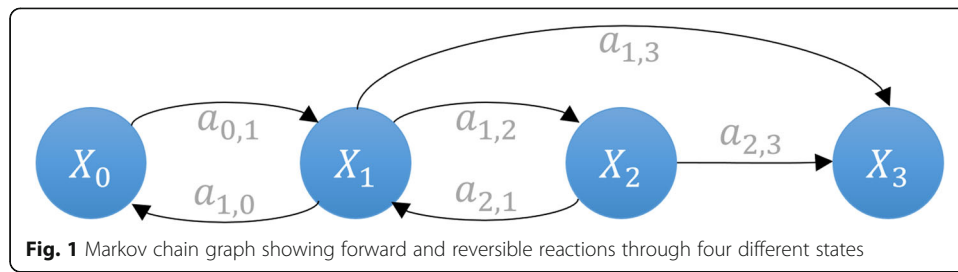 a_{1,3}
a_{0,1} a_{1,2}
X_0 X_1 X_2 a_{2,3} X_3
a_{1,0} a_{2,1}
Fig. 1 Markov chain graph showing forward and reversible reactions through four different states